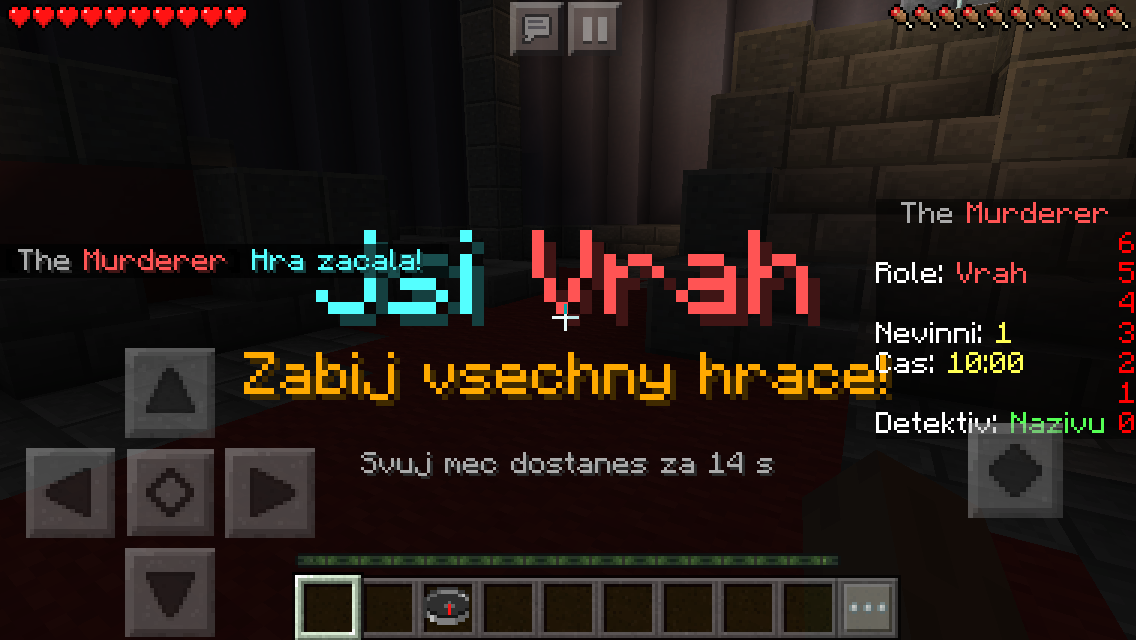 The Murderer
6
The Murderer Hra zacala!
Jsi Vrah
Role: Vrah 5
4
Nevinni: 1 3
Zabij vsechny hrace!
Cas: 10:00 2
1
Detektiv: Nazivu 0
Svuj mec dostanes za 14 s